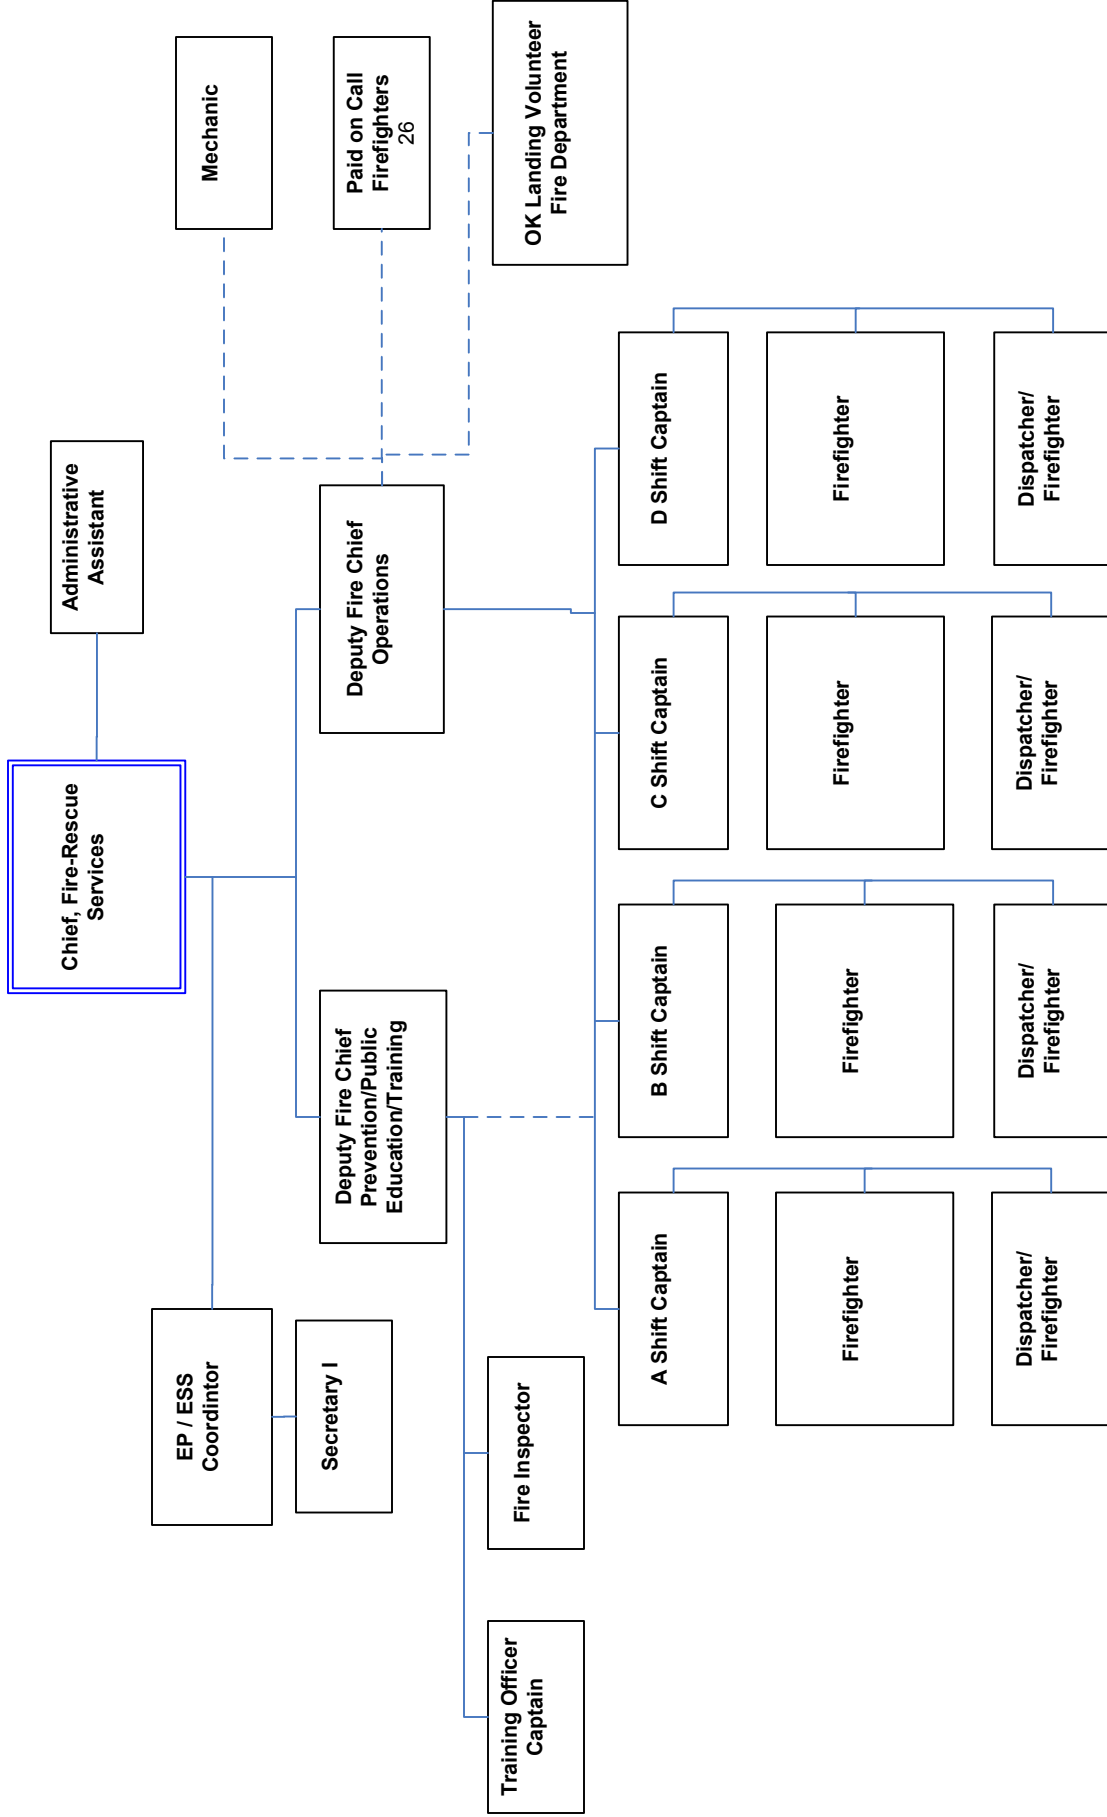 Chief, Fire-Rescue
Services
Administrative
Assistant
EP / ESS
Coordintor
Secretary I
Mechanic
Deputy Fire Chief
Prevention/Public
Education/Training
Deputy Fire Chief
Operations
Paid on Call
Firefighters
26
Training Officer
Captain
Fire Inspector
OK Landing Volunteer
Fire Department
A Shift Captain
B Shift Captain
C Shift Captain
D Shift Captain
Firefighter
Firefighter
Firefighter
Firefighter
Dispatcher/
Firefighter
Dispatcher/
Firefighter
Dispatcher/
Firefighter
Dispatcher/
Firefighter